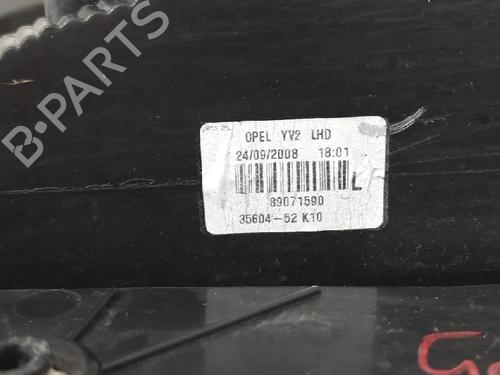 OPEL YV2 LHD
24/09/2008 18:01
L
89071590
35604-52 K10
B-PARTS